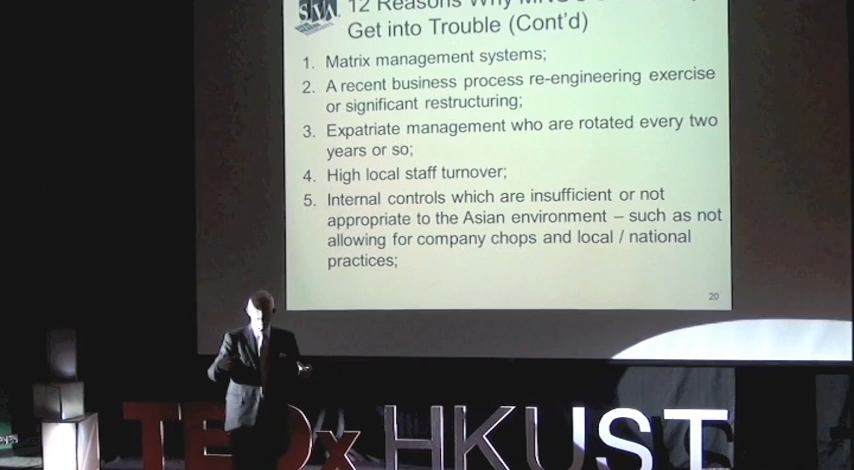 SVA
12 Reasons Why
Get into Trouble (Cont'd)
1. Matrix management systems;
2. A recent business process re-engineering exercise
or significant restructuring;
3. Expatriate management who are rotated every two
years or so;
4. High local staff turnover;
5. Internal controls which are insufficient or not
appropriate to the Asian environment – such as not
allowing for company chops and local / national
practices;
20
TEDx HKUST